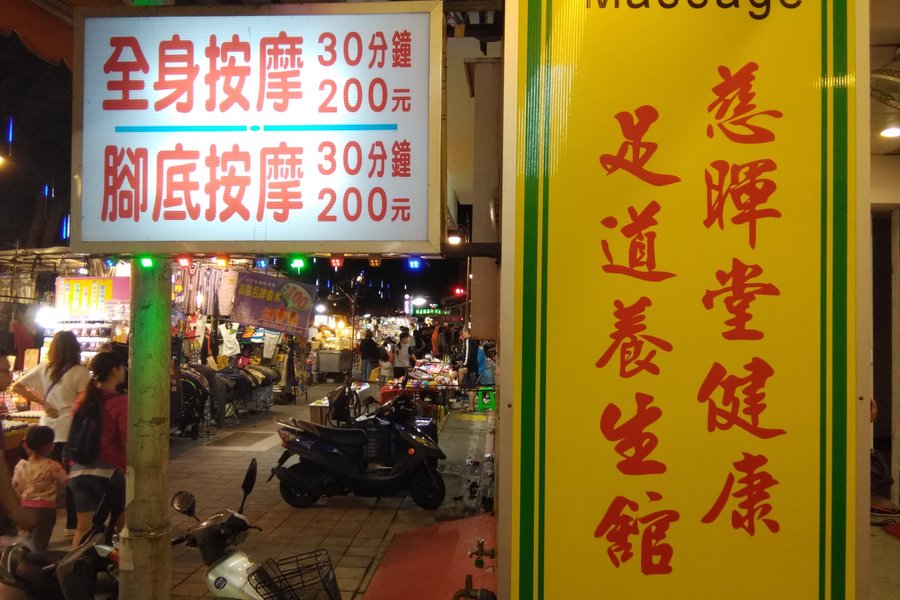 全身按摩 30分鐘 200元
腳底按摩 30分鐘 200元
Massage
慈暉堂健康
足道養生館